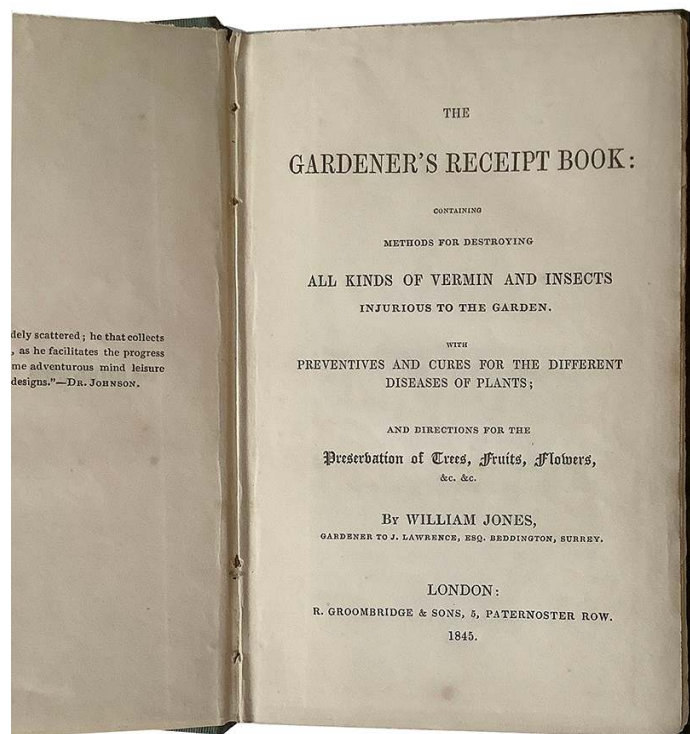 dely scattered; he that collects
, as he facilitates the progress
me adventurous mind leisure
designs."—DR. JOHNSON.
THE
GARDENER'S RECEIPT BOOK:
CONTAINING
METHODS FOR DESTROYING
ALL KINDS OF VERMIN AND INSECTS
INJURIOUS TO THE GARDEN.
WITH
PREVENTIVES AND CURES FOR THE DIFFERENT
DISEASES OF PLANTS;
AND DIRECTIONS FOR THE
Preservation of Trees, Fruits, Flowers,
&c. &c.
By WILLIAM JONES,
GARDENER TO J. LAWRENCE, ESQ. BEDDINGTON, SURREY.
LONDON:
R. GROOMBRIDGE & SONS, 5, PATERNOSTER ROW.
1845.